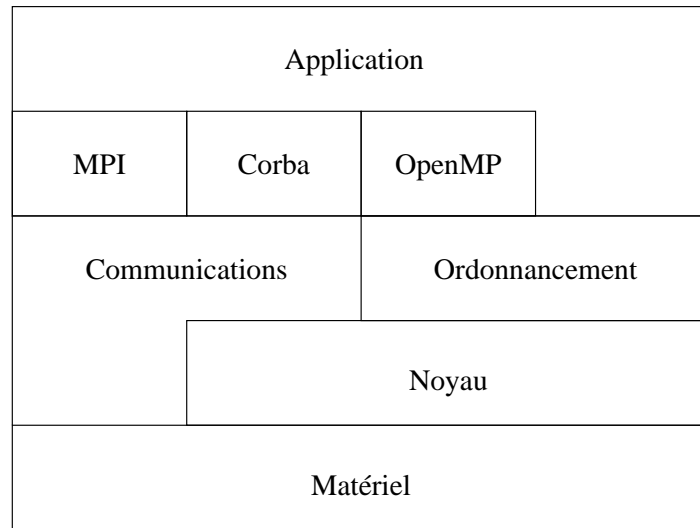 Application
MPI
Corba
OpenMP
Communications
Ordonnancement
Noyau
Matériel